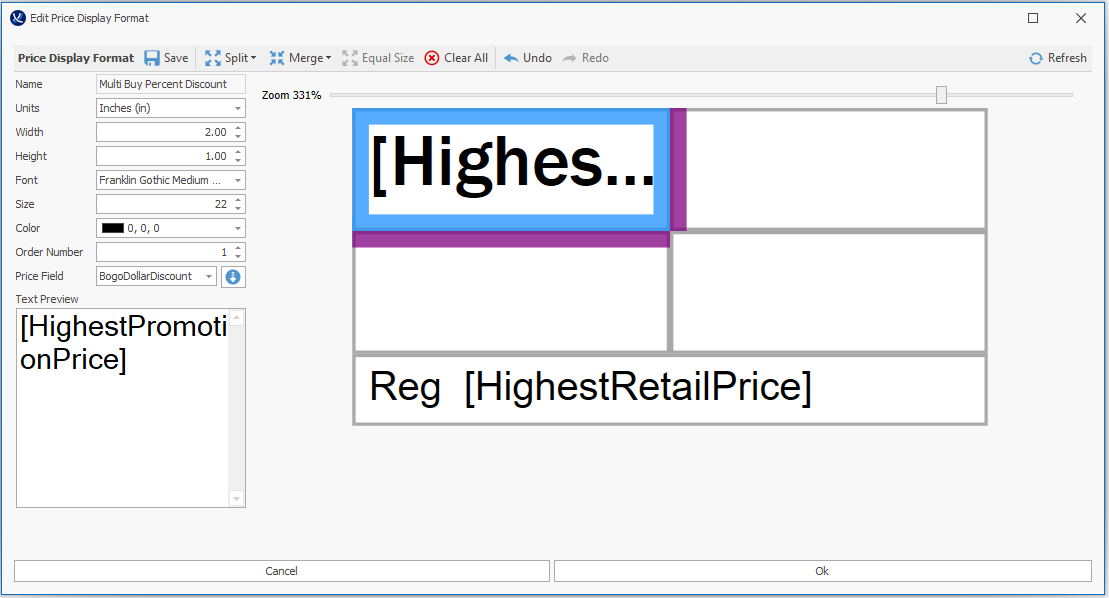 Edit Price Display Format
Price Display Format Save Split Merge Equal Size Clear All Undo Redo Refresh
Name Multi Buy Percent Discount
Zoom 331%
Units Inches (in)
Width 2.00
Height 1.00
Font Franklin Gothic Medium ...
Size 22
Color 0, 0, 0
Order Number 1
Price Field BogoDollarDiscount
Text Preview
[HighestPromoti
onPrice]
[Highes...
Reg [HighestRetailPrice]
Cancel Ok